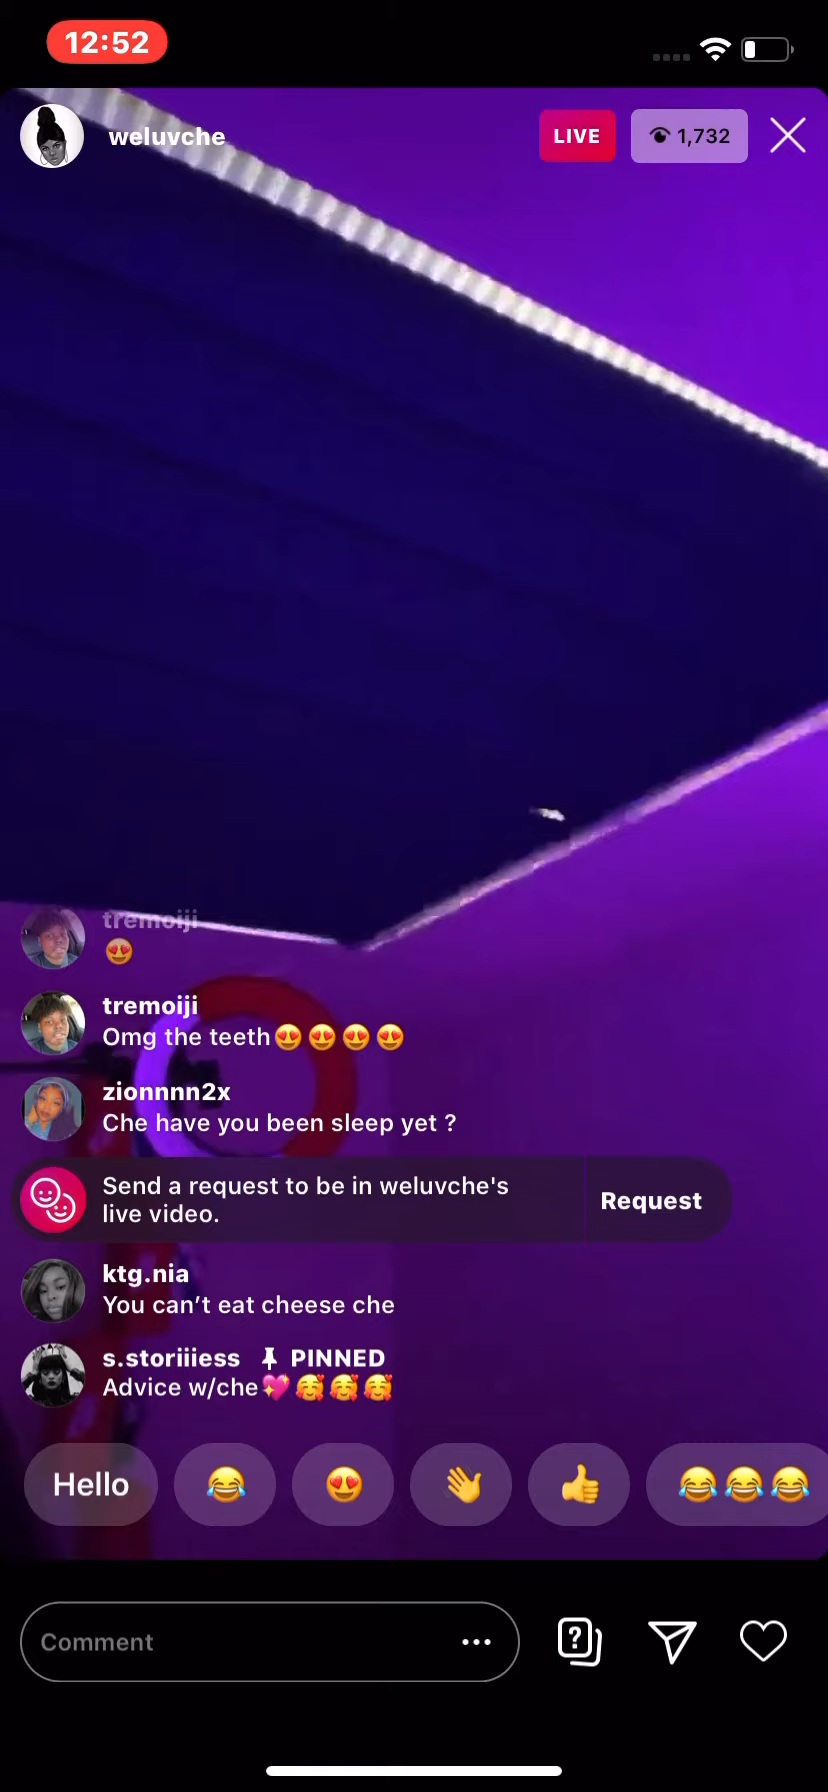 12:52
weluvche
LIVE
1,732
tremoiji
😍
tremoiji
Omg the teeth😍😍😍😍
zionnnn2x
Che have you been sleep yet ?
Send a request to be in weluvche's
live video.
Request
ktg.nia
You can’t eat cheese che
s.storiiiess PINNED
Advice w/che💖🥰🥰🥰
Hello 😂 😍 👋 👍 😂😂😂
Comment